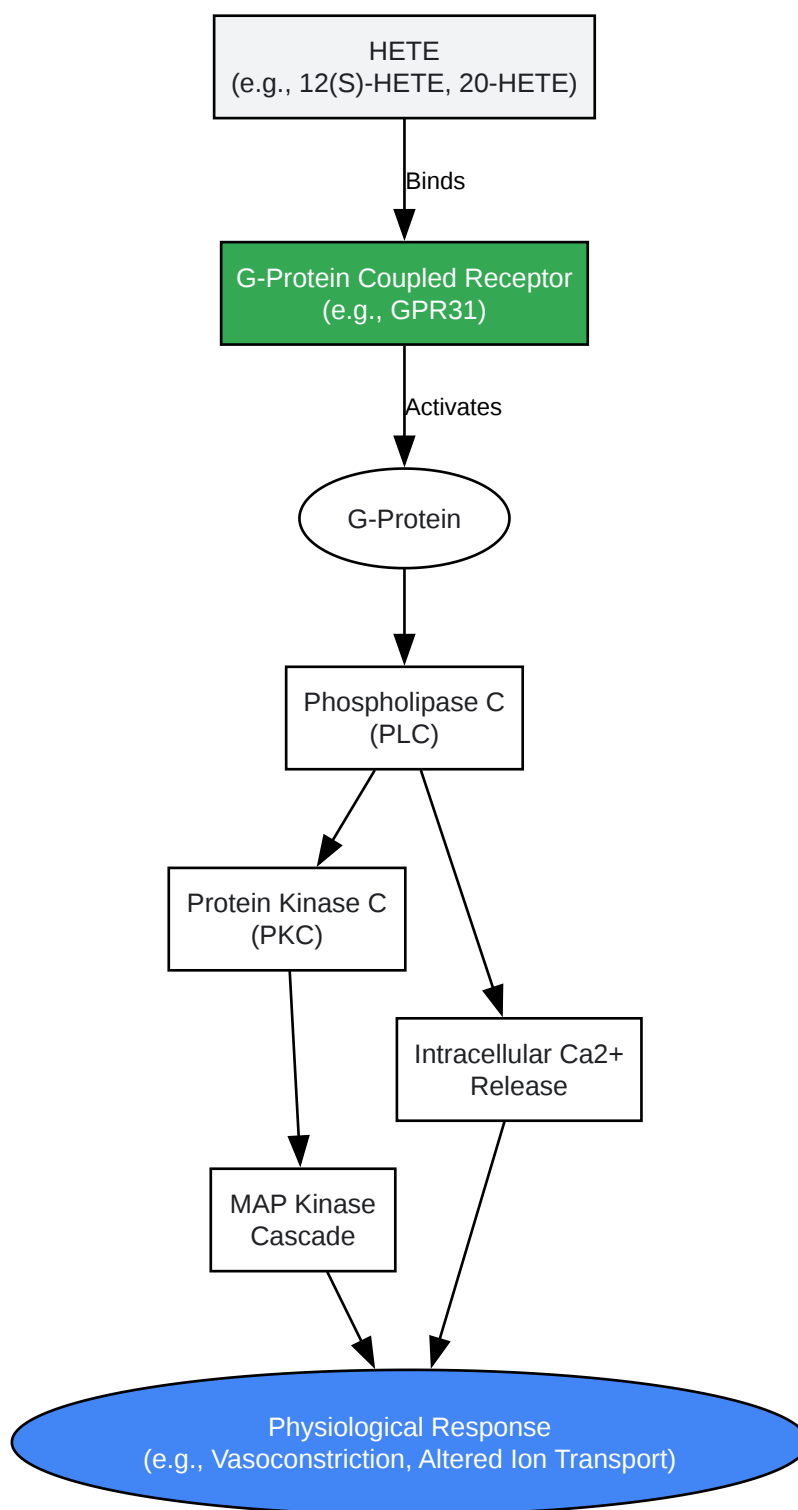 HETE
(e.g., 12(S)-HETE, 20-HETE)
Binds
G-Protein Coupled Receptor
(e.g., GPR31)
Activates
G-Protein
Phospholipase C
(PLC)
Protein Kinase C
(PKC)
Intracellular Ca2+
Release
MAP Kinase
Cascade
Physiological Response
(e.g., Vasoconstriction, Altered Ion Transport)